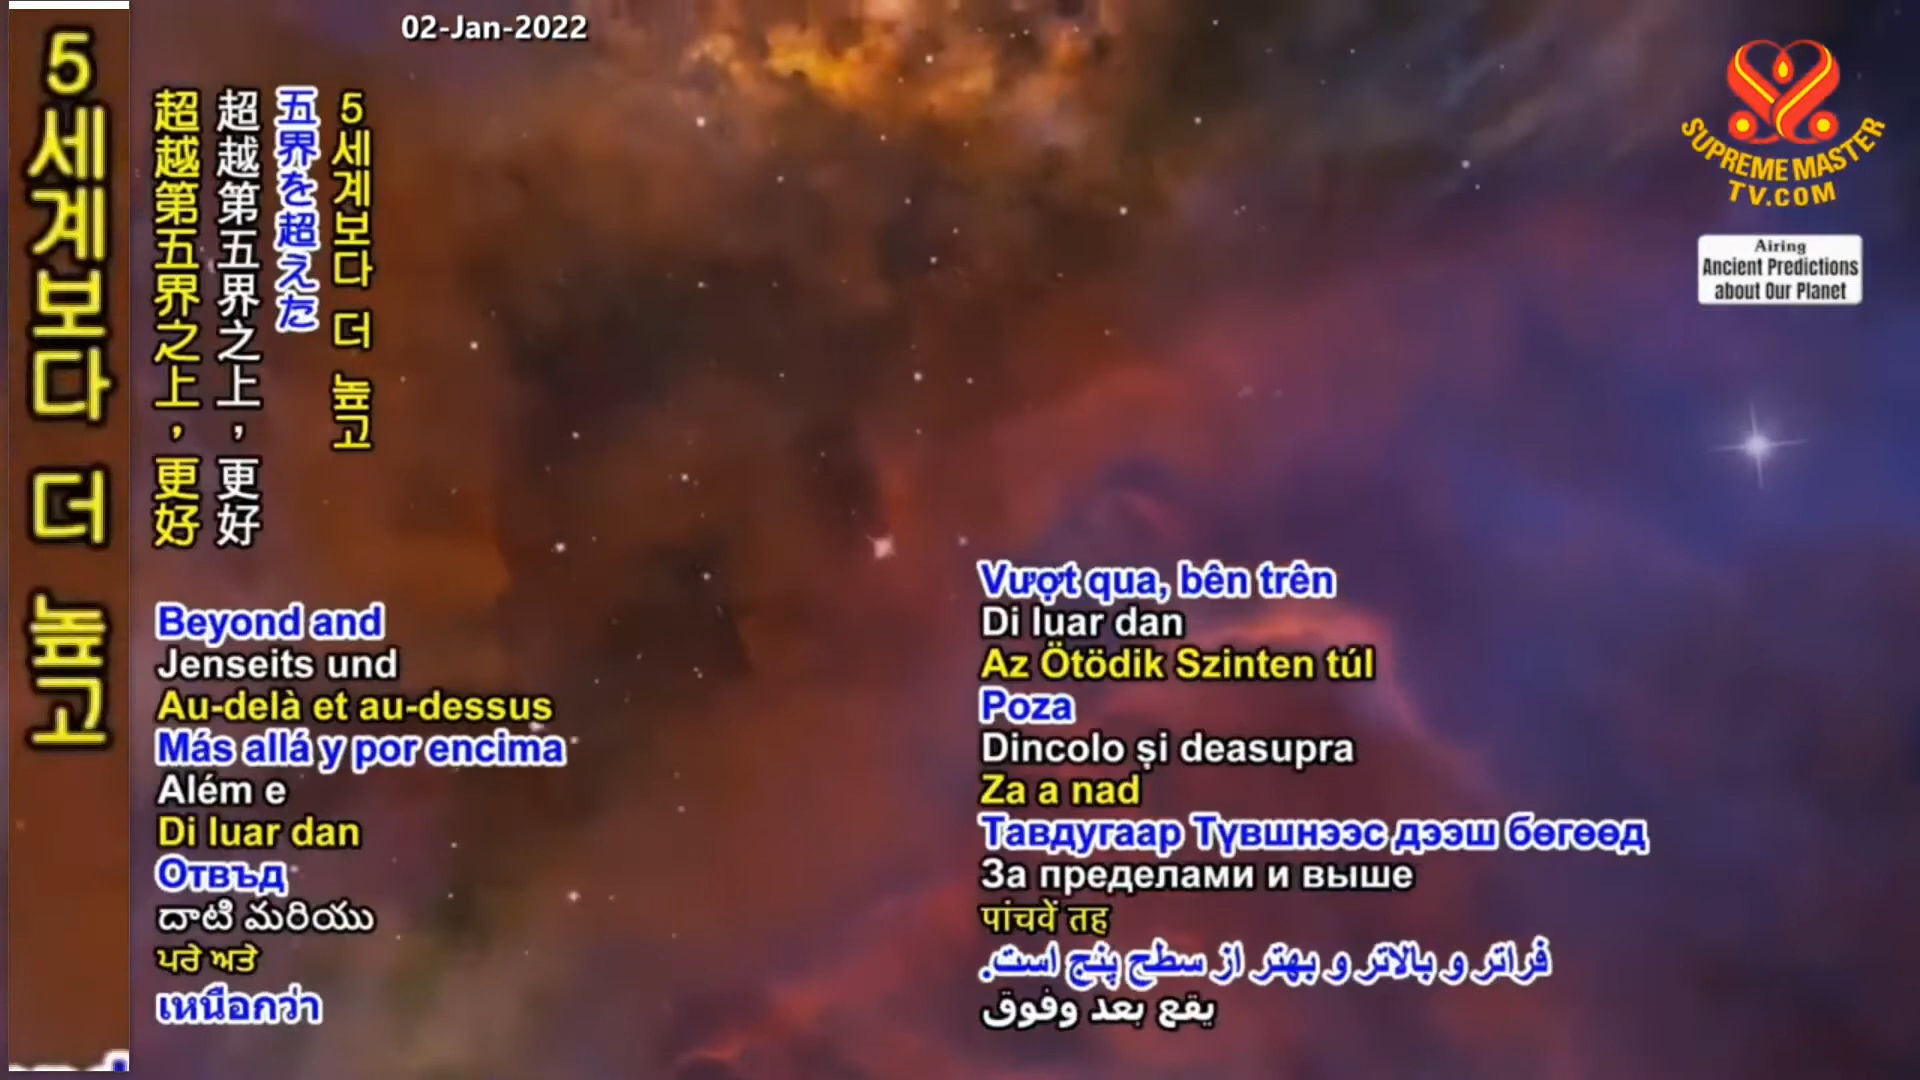 02-Jan-2022
5세계보다 더 높고
5세계보다 더 높고
五界を超えた
超越第五界之上，更好
超越第五界之上，更好
SUPREME MASTER
TV.COM
Airing
Ancient Predictions
about Our Planet
Beyond and
Jenseits und
Au-delà et au-dessus
Más allá y por encima
Além e
Di luar dan
Отвъд
దాటి మరియు
ਪਰੇ ਅਤੇ
เหนือกว่า
Vượt qua, bên trên
Di luar dan
Az Ötödik Szinten túl
Poza
Dincolo și deasupra
Za a nad
Тавдугаар Түвшнээс дээш бөгөөд
За пределами и выше
पांचवें तह
فراتر و بالاتر و بهتر از سطح پنج است.
يقع بعد وفوق